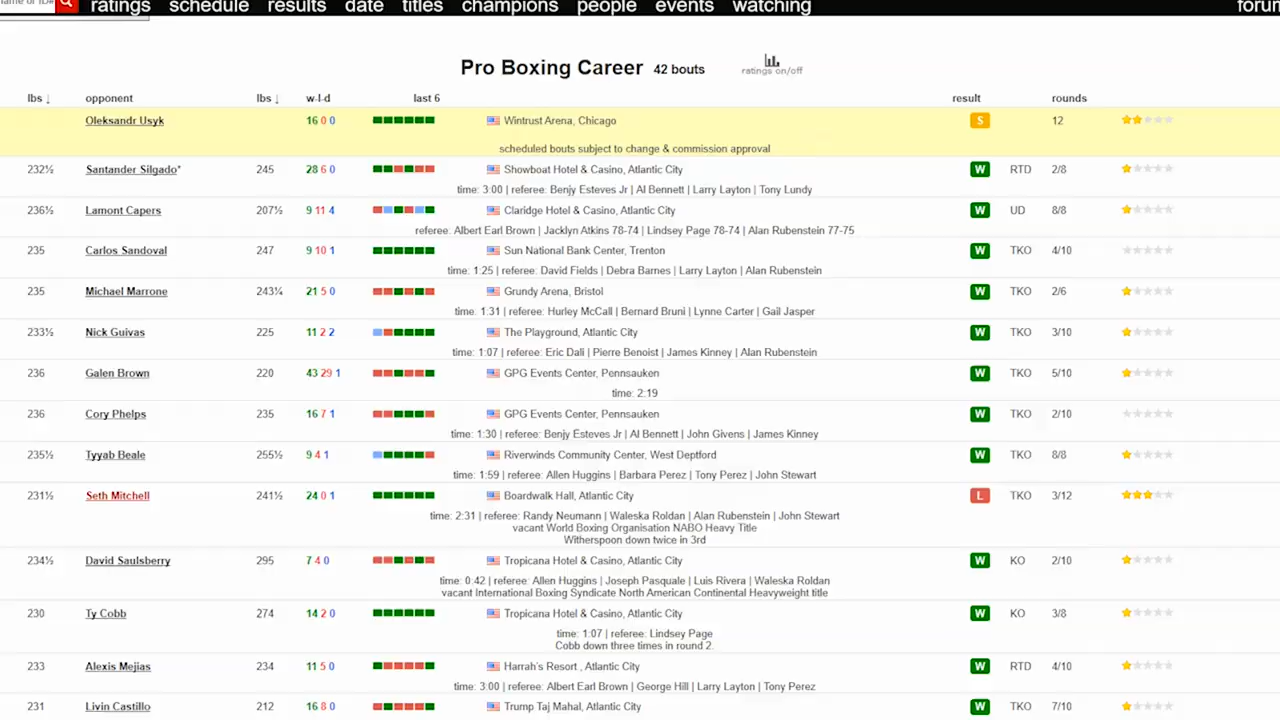 ratings schedule results date titles champions people events watching
Pro Boxing Career 42 bouts
ratings on/off
lbs ↓ opponent lbs ↓ w-l-d last 6 result rounds
Oleksandr Usyk 16 0 0 Wintrust Arena, Chicago S 12
scheduled bouts subject to change & commission approval
232½ Santander Silgado* 245 28 6 0 Showboat Hotel & Casino, Atlantic City W RTD 2/8
time: 3:00 | referee: Benjy Esteves Jr | Al Bennett | Larry Layton | Tony Lundy
236½ Lamont Capers 207½ 9 11 4 Claridge Hotel & Casino, Atlantic City W UD 8/8
referee: Albert Earl Brown | Jacklyn Atkins 78-74 | Lindsey Page 78-74 | Alan Rubenstein 77-75
235 Carlos Sandoval 247 9 10 1 Sun National Bank Center, Trenton W TKO 4/10
time: 1:25 | referee: David Fields | Debra Barnes | Larry Layton | Alan Rubenstein
235 Michael Marrone 243¼ 21 5 0 Grundy Arena, Bristol W TKO 2/6
time: 1:31 | referee: Hurley McCall | Bernard Bruni | Lynne Carter | Gail Jasper
233½ Nick Guivas 225 11 2 2 The Playground, Atlantic City W TKO 3/10
time: 1:07 | referee: Eric Dali | Pierre Benoist | James Kinney | Alan Rubenstein
236 Galen Brown 220 43 29 1 GPG Events Center, Pennsauken W TKO 5/10
time: 2:19
236 Cory Phelps 235 16 7 1 GPG Events Center, Pennsauken W TKO 2/10
time: 1:30 | referee: Benjy Esteves Jr | Al Bennett | John Givens | James Kinney
235½ Tyyab Beale 255½ 9 4 1 Riverwinds Community Center, West Deptford W TKO 8/8
time: 1:59 | referee: Allen Huggins | Barbara Perez | Tony Perez | John Stewart
231½ Seth Mitchell 241½ 24 0 1 Boardwalk Hall, Atlantic City L TKO 3/12
time: 2:31 | referee: Randy Neumann | Waleska Roldan | Alan Rubenstein | John Stewart
vacant World Boxing Organisation NABO Heavy Title
Witherspoon down twice in 3rd
234½ David Saulsberry 295 7 4 0 Tropicana Hotel & Casino, Atlantic City W KO 2/10
time: 0:42 | referee: Allen Huggins | Joseph Pasquale | Luis Rivera | Waleska Roldan
vacant International Boxing Syndicate North American Continental Heavyweight title
230 Ty Cobb 274 14 2 0 Tropicana Hotel & Casino, Atlantic City W KO 3/8
time: 1:07 | referee: Lindsey Page
Cobb down three times in round 2.
233 Alexis Mejias 234 11 5 0 Harrah's Resort , Atlantic City W RTD 4/10
time: 3:00 | referee: Albert Earl Brown | George Hill | Larry Layton | Tony Perez
231 Livin Castillo 212 16 8 0 Trump Taj Mahal, Atlantic City W TKO 7/10